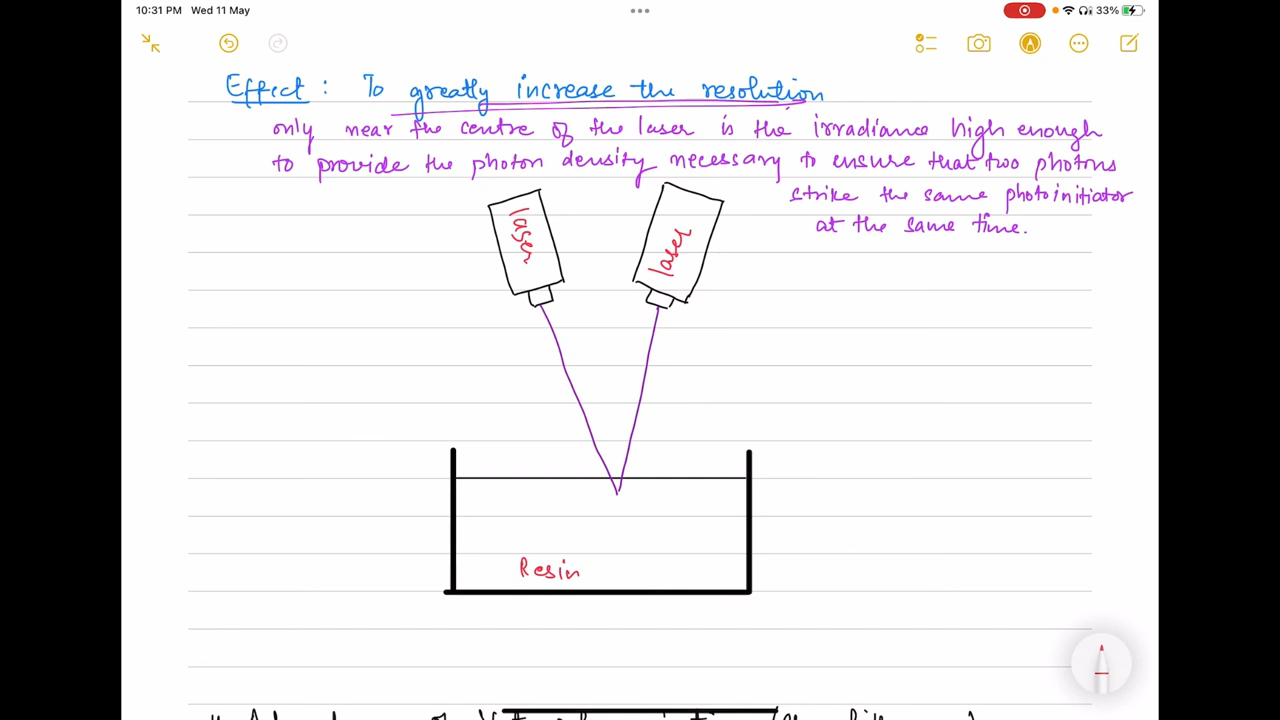 10:31 PM Wed 11 May
33%
Effect : To greatly increase the resolution
only near the centre of the laser is the irradiance high enough
to provide the photon density necessary to ensure that two photons
strike the same photoinitiator
at the same time.
laser
laser
Resin